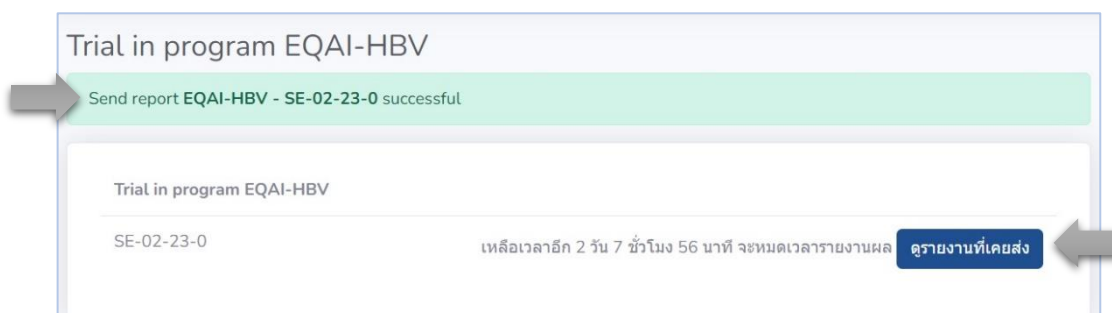 Trial in program EQAI-HBV
Send report EQAI-HBV - SE-02-23-0 successful
Trial in program EQAI-HBV
SE-02-23-0 เหลือเวลาอีก 2 วัน 7 ชั่วโมง 56 นาที จะหมดเวลารายงานผล ดูรายงานที่เคยส่ง